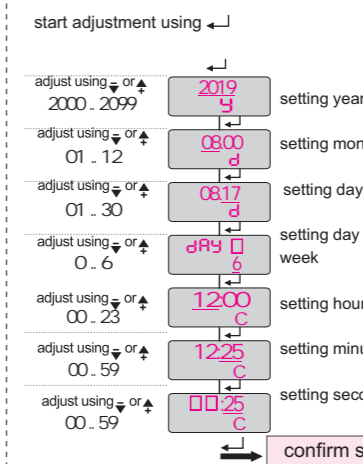 start adjustment using
adjust using or
2000 .. 2099
2019
y
setting year
adjust using or
01 .. 12
08.00
d
setting mon
adjust using or
01 .. 30
08.17
d
setting day
adjust using or
0 .. 6
dAY
6
setting day
week
adjust using or
00 .. 23
12:00
C
setting hour
adjust using or
00 .. 59
12:25
C
setting minu
adjust using or
00 .. 59
:25
C
setting seco
confirm s